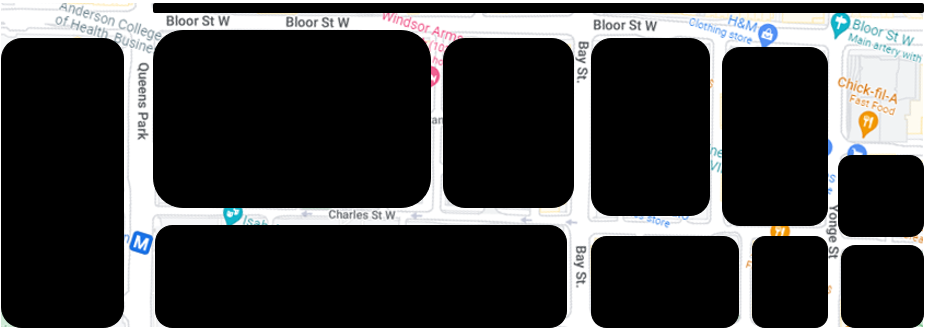 Anderson College
of Health, Busine
Bloor St W
Bloor St W
Windsor Arms
Bloor St W
H&M
Clothing store
Bloor St W
Main artery with
Queens Park
Bay St.
Chick-fil-A
Fast Food
Charles St W
store
M
Bay St.
Yonge St